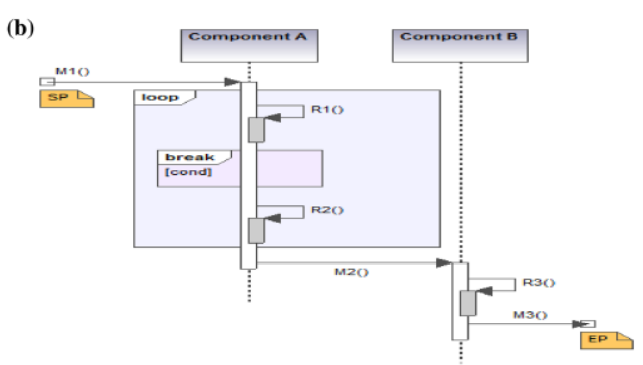 (b)
Component A
Component B
M1()
SP
loop
R1()
break
[cond]
R2()
M2()
R3()
M3()
EP